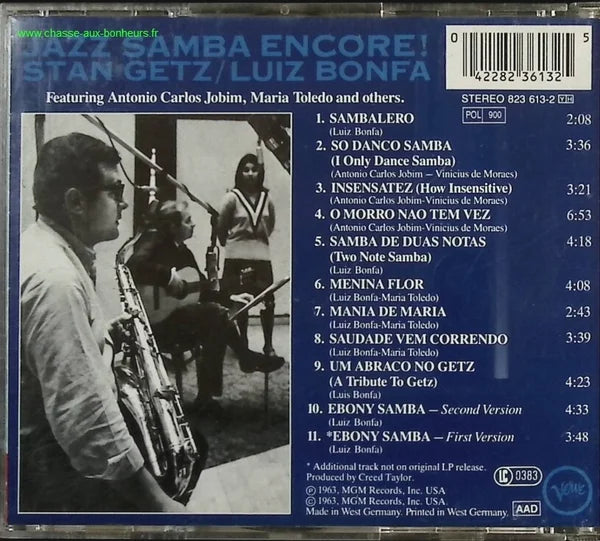 www.chasse-aux-bonheurs.fr
JAZZ SAMBA ENCORE!
STAN GETZ/LUIZ BONFA
Featuring Antonio Carlos Jobim, Maria Toledo and others.
0 42282 36132 5
STEREO 823 613-2 YH
POL 900
1. SAMBALERO 2:08
(Luiz Bonfa)
2. SO DANCO SAMBA 3:36
(I Only Dance Samba)
(Antonio Carlos Jobim – Vinicius de Moraes)
3. INSENSATEZ (How Insensitive) 3:21
(Antonio Carlos Jobim-Vinicius de Moraes)
4. O MORRO NAO TEM VEZ 6:53
(Antonio Carlos Jobim-Vinicius de Moraes)
5. SAMBA DE DUAS NOTAS 4:18
(Two Note Samba)
(Luiz Bonfa)
6. MENINA FLOR 4:08
(Luiz Bonfa-Maria Toledo)
7. MANIA DE MARIA 2:43
(Luiz Bonfa-Maria Toledo)
8. SAUDADE VEM CORRENDO 3:39
(Luiz Bonfa-Maria Toledo)
9. UM ABRACO NO GETZ
(A Tribute To Getz) 4:23
(Luis Bonfa)
10. EBONY SAMBA – Second Version 4:33
(Luiz Bonfa)
11. *EBONY SAMBA – First Version 3:48
(Luiz Bonfa)
* Additional track not on original LP release.
Produced by Creed Taylor.
℗ 1963, MGM Records, Inc. USA
© 1963, MGM Records, Inc. USA
Made in West Germany. Printed in West Germany.
LC 0383
AAD
Verve